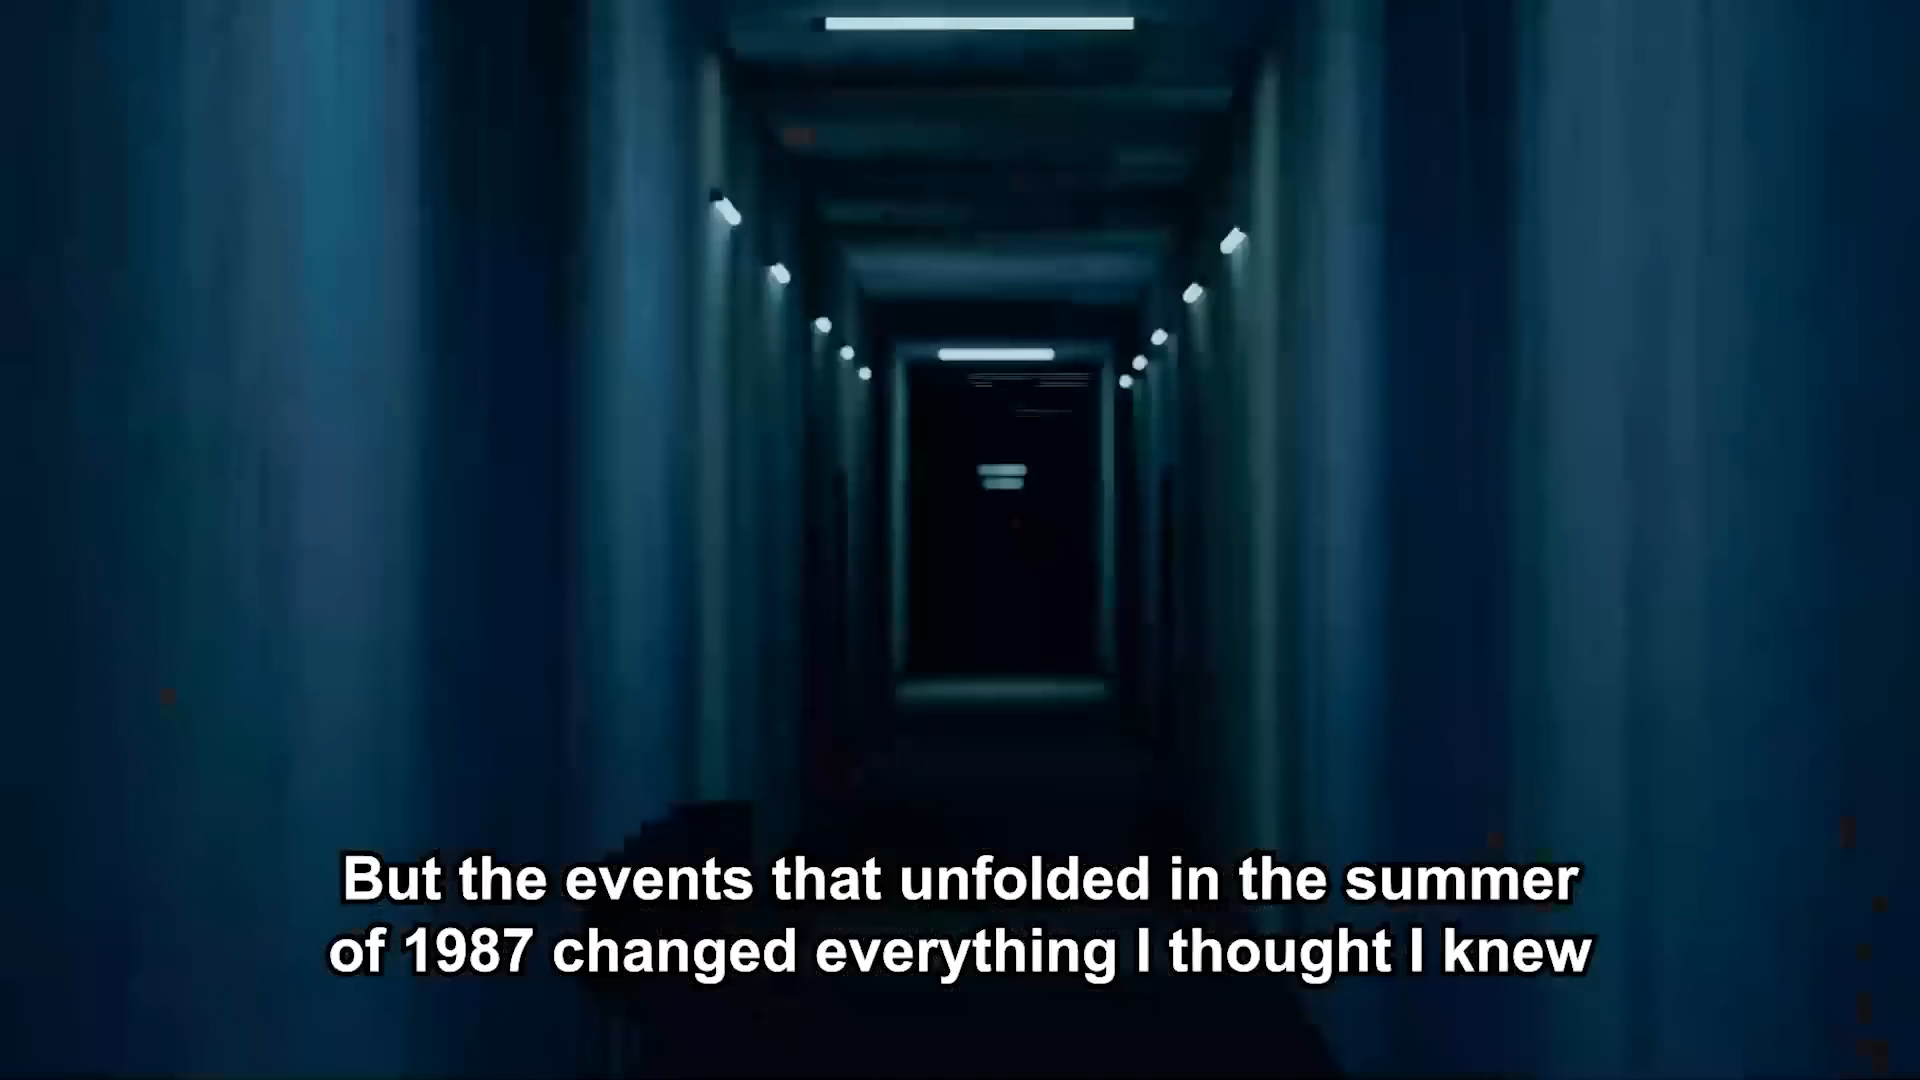 But the events that unfolded in the summer
of 1987 changed everything I thought I knew